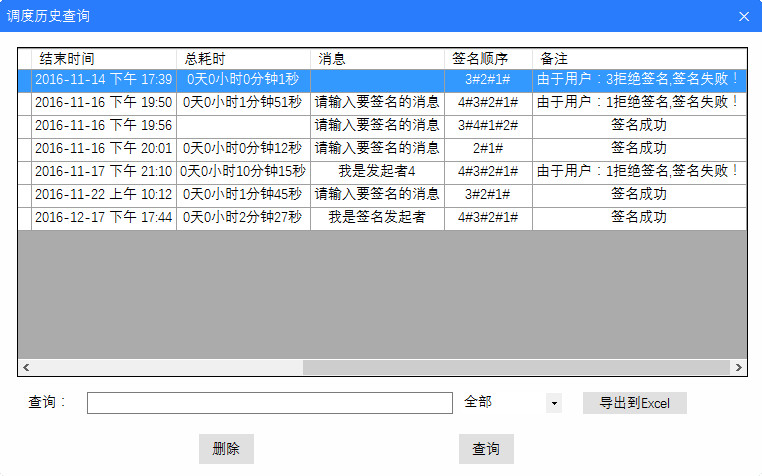 调度历史查询
结束时间 总耗时 消息 签名顺序 备注
2016-11-14 下午 17:39 0天0小时0分钟1秒 3#2#1# 由于用户：3拒绝签名,签名失败！
2016-11-16 下午 19:50 0天0小时1分钟51秒 请输入要签名的消息 4#3#2#1# 由于用户：1拒绝签名,签名失败！
2016-11-16 下午 19:56 请输入要签名的消息 3#4#1#2# 签名成功
2016-11-16 下午 20:01 0天0小时0分钟12秒 请输入要签名的消息 2#1# 签名成功
2016-11-17 下午 21:10 0天0小时10分钟15秒 我是发起者4 4#3#2#1# 由于用户：1拒绝签名,签名失败！
2016-11-22 上午 10:12 0天0小时1分钟45秒 请输入要签名的消息 3#2#1# 签名成功
2016-12-17 下午 17:44 0天0小时2分钟27秒 我是签名发起者 4#3#2#1# 签名成功
查询： 全部 导出到Excel
删除 查询